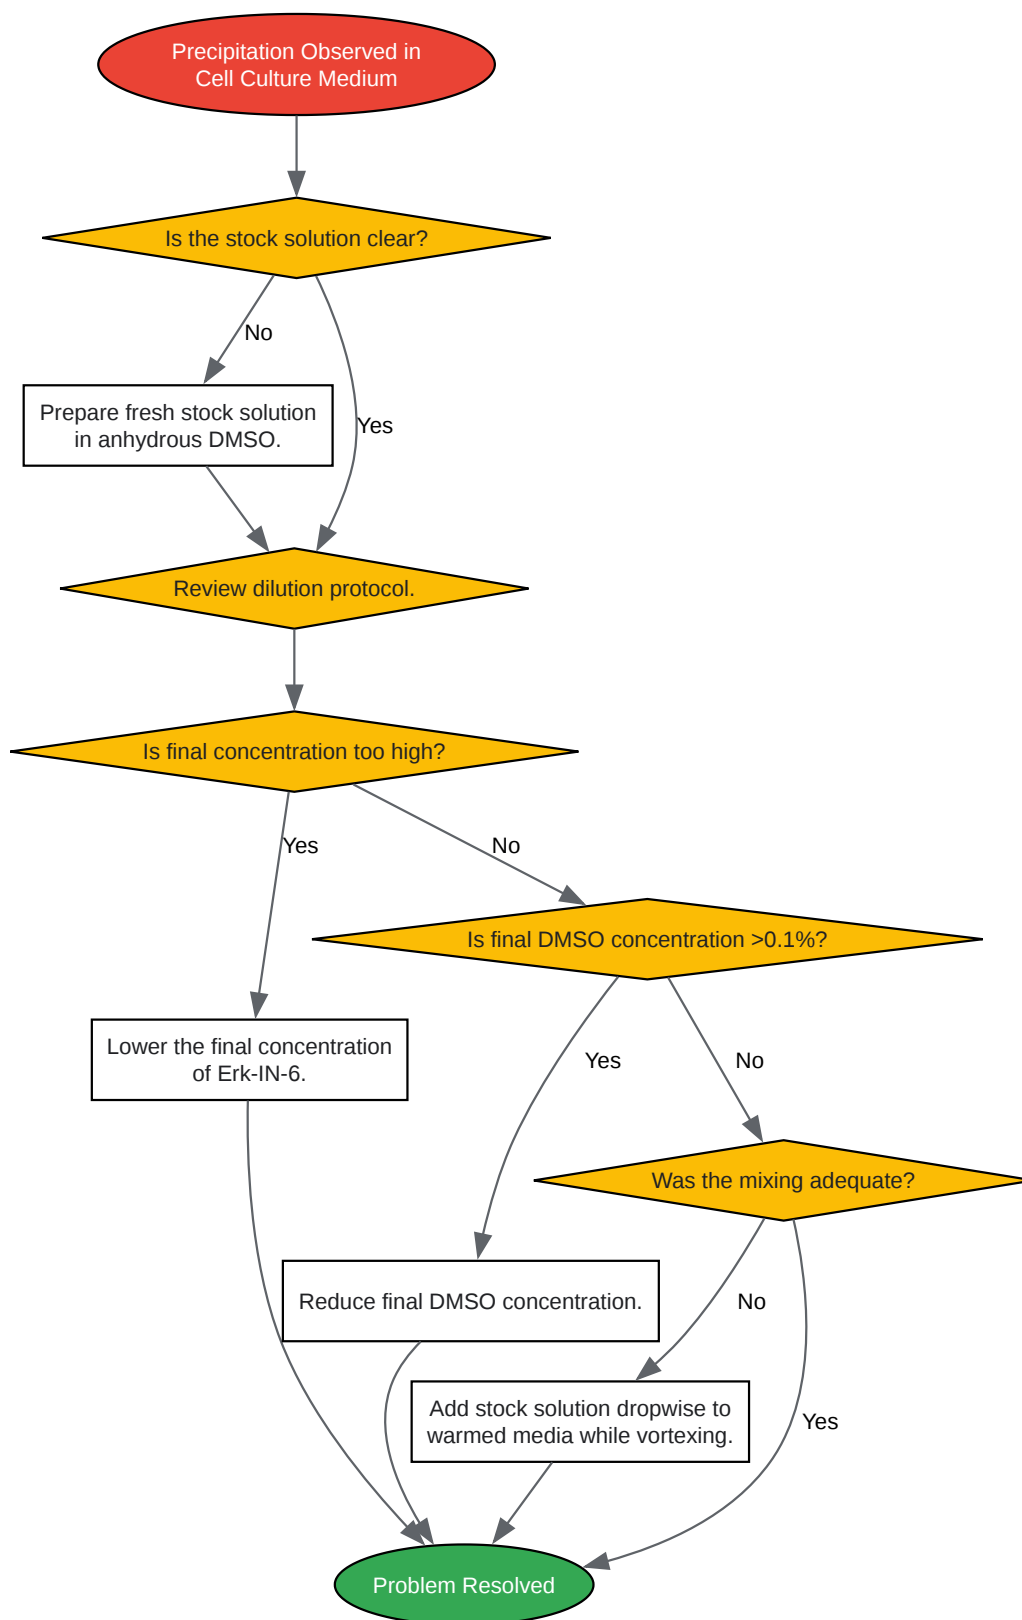 Precipitation Observed in
Cell Culture Medium
Is the stock solution clear?
No
Prepare fresh stock solution
in anhydrous DMSO.
Yes
Review dilution protocol.
Is final concentration too high?
Yes
No
Is final DMSO concentration >0.1%?
Lower the final concentration
of Erk-IN-6.
Yes
No
Was the mixing adequate?
Reduce final DMSO concentration.
No
Add stock solution dropwise to
warmed media while vortexing.
Yes
Problem Resolved